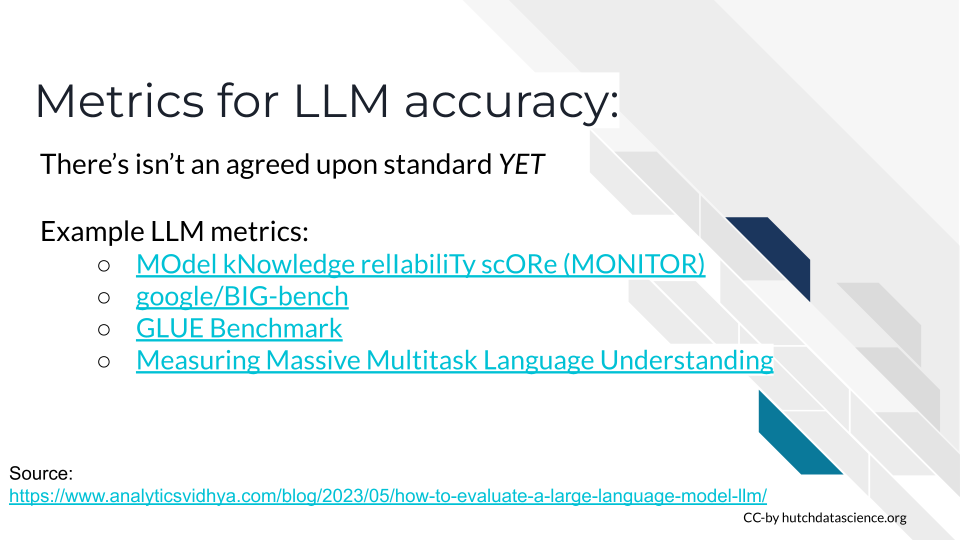 Metrics for LLM accuracy:
There’s isn’t an agreed upon standard YET
Example LLM metrics:
○ MOdel kNowledge relIabiliTy scORe (MONITOR)
○ google/BIG-bench
○ GLUE Benchmark
○ Measuring Massive Multitask Language Understanding
Source:
https://www.analyticsvidhya.com/blog/2023/05/how-to-evaluate-a-large-language-model-llm/
CC-by hutchdatascience.org